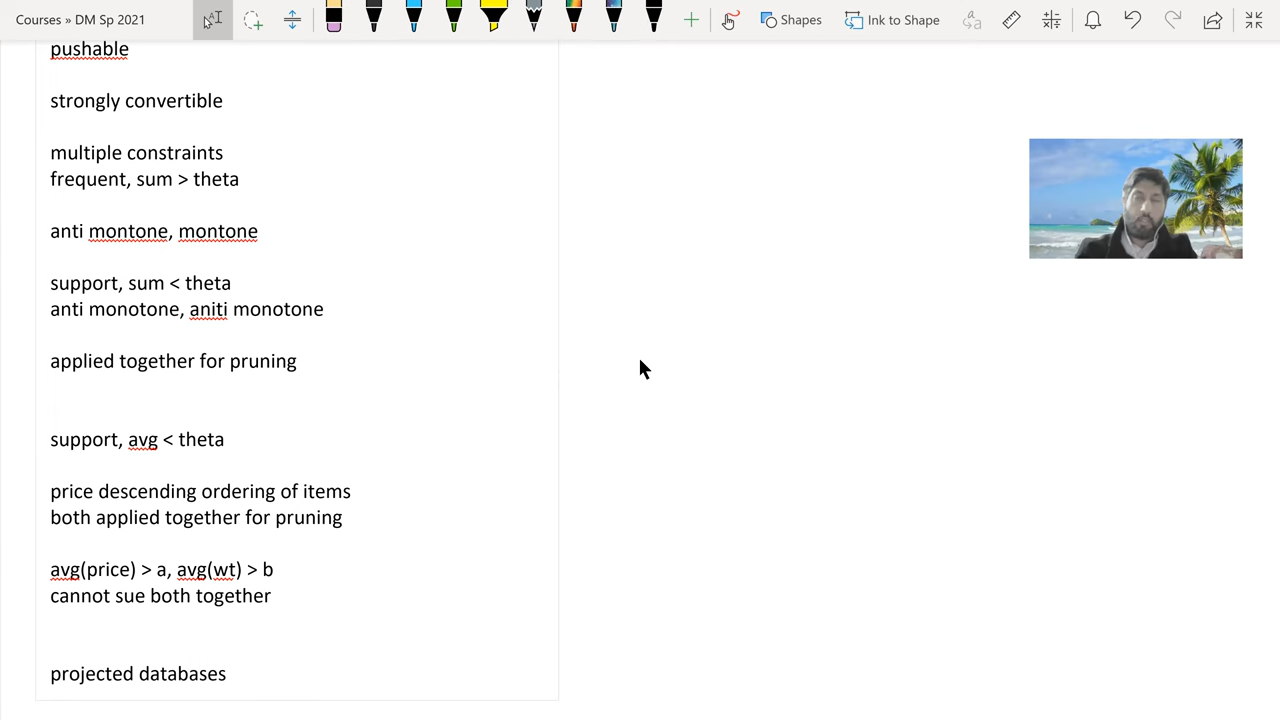 Courses » DM Sp 2021
Shapes
Ink to Shape
pushable
strongly convertible
multiple constraints
frequent, sum > theta
anti montone, montone
support, sum < theta
anti monotone, aniti monotone
applied together for pruning
support, avg < theta
price descending ordering of items
both applied together for pruning
avg(price) > a, avg(wt) > b
cannot sue both together
projected databases